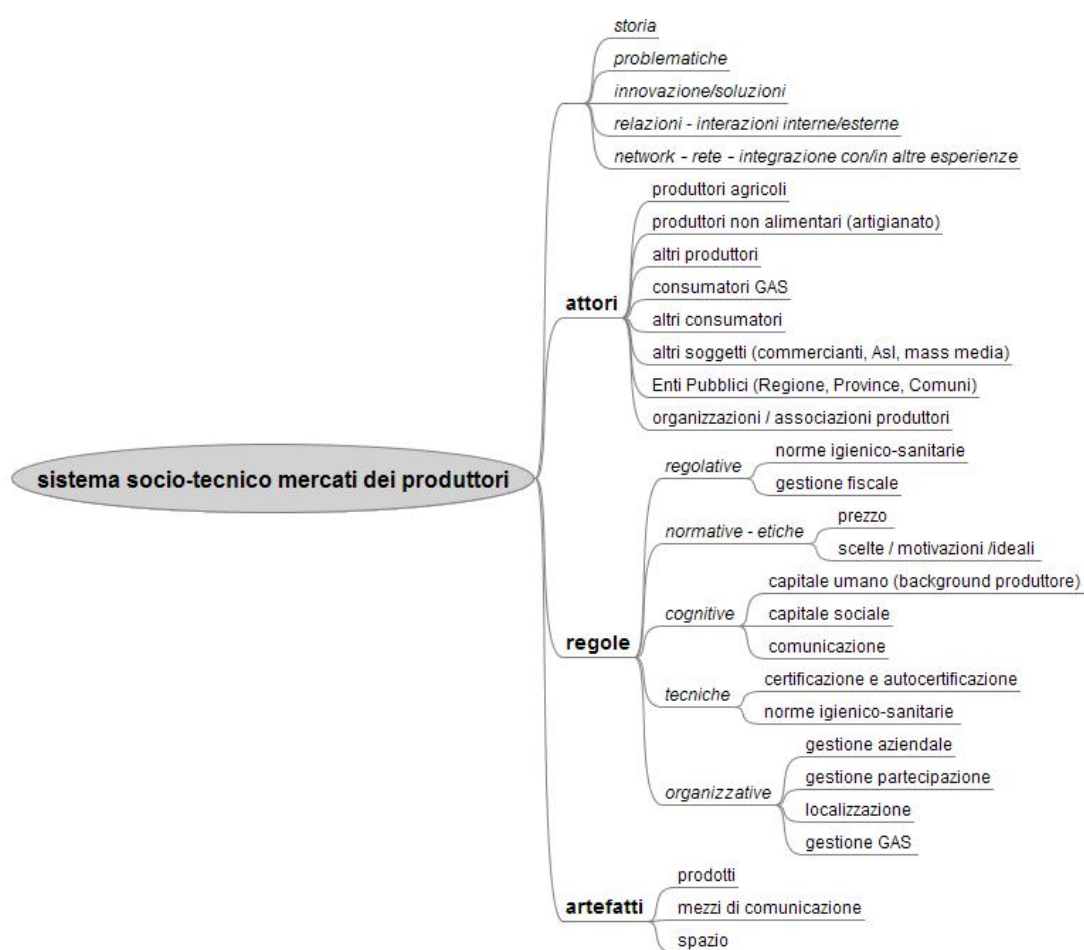 storia
problematiche
innovazione/soluzioni
relazioni - interazioni interne/esterne
network - rete - integrazione con/in altre esperienze
attori
produttori agricoli
produttori non alimentari (artigianato)
altri produttori
consumatori GAS
altri consumatori
altri soggetti (commercianti, Asl, mass media)
Enti Pubblici (Regione, Province, Comuni)
organizzazioni / associazioni produttori
sistema socio-tecnico mercati dei produttori
regole
regolative
norme igienico-sanitarie
gestione fiscale
normative - etiche
prezzo
scelte / motivazioni /ideali
cognitive
capitale umano (background produttore)
capitale sociale
comunicazione
tecniche
certificazione e autocertificazione
norme igienico-sanitarie
organizzative
gestione aziendale
gestione partecipazione
localizzazione
gestione GAS
artefatti
prodotti
mezzi di comunicazione
spazio